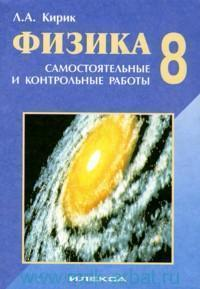 Л.А. Кирик
ФИЗИКА 8
САМОСТОЯТЕЛЬНЫЕ
И КОНТРОЛЬНЫЕ РАБОТЫ
ИЛЕКСА